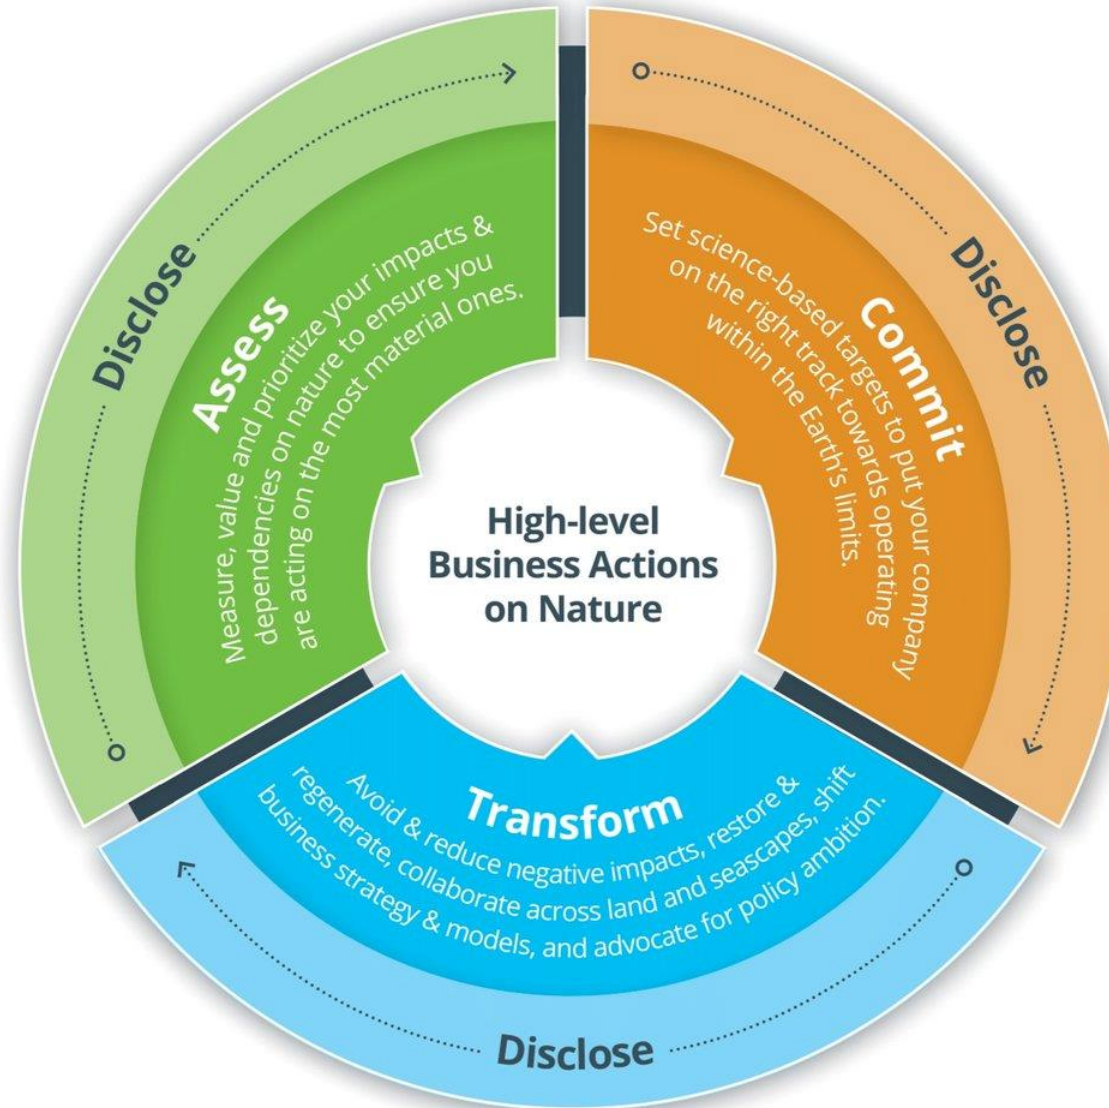 High-level
Business Actions
on Nature
Disclose
Assess
Measure, value and prioritize your impacts &
dependencies on nature to ensure you
are acting on the most material ones.
Disclose
Commit
Set science-based targets to put your company
on the right track towards operating
within the Earth's limits.
Transform
Avoid & reduce negative impacts, restore &
regenerate, collaborate across land and seascapes, shift
business strategy & models, and advocate for policy ambition.
Disclose